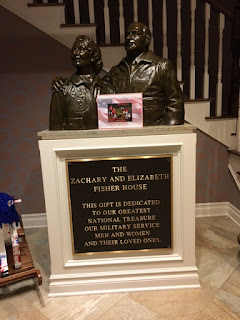 THE
ZACHARY AND ELIZABETH
FISHER HOUSE
THIS GIFT IS DEDICATED
TO OUR GREATEST
NATIONAL TREASURE
OUR MILITARY SERVICE
MEN AND WOMEN
AND THEIR LOVED ONES.